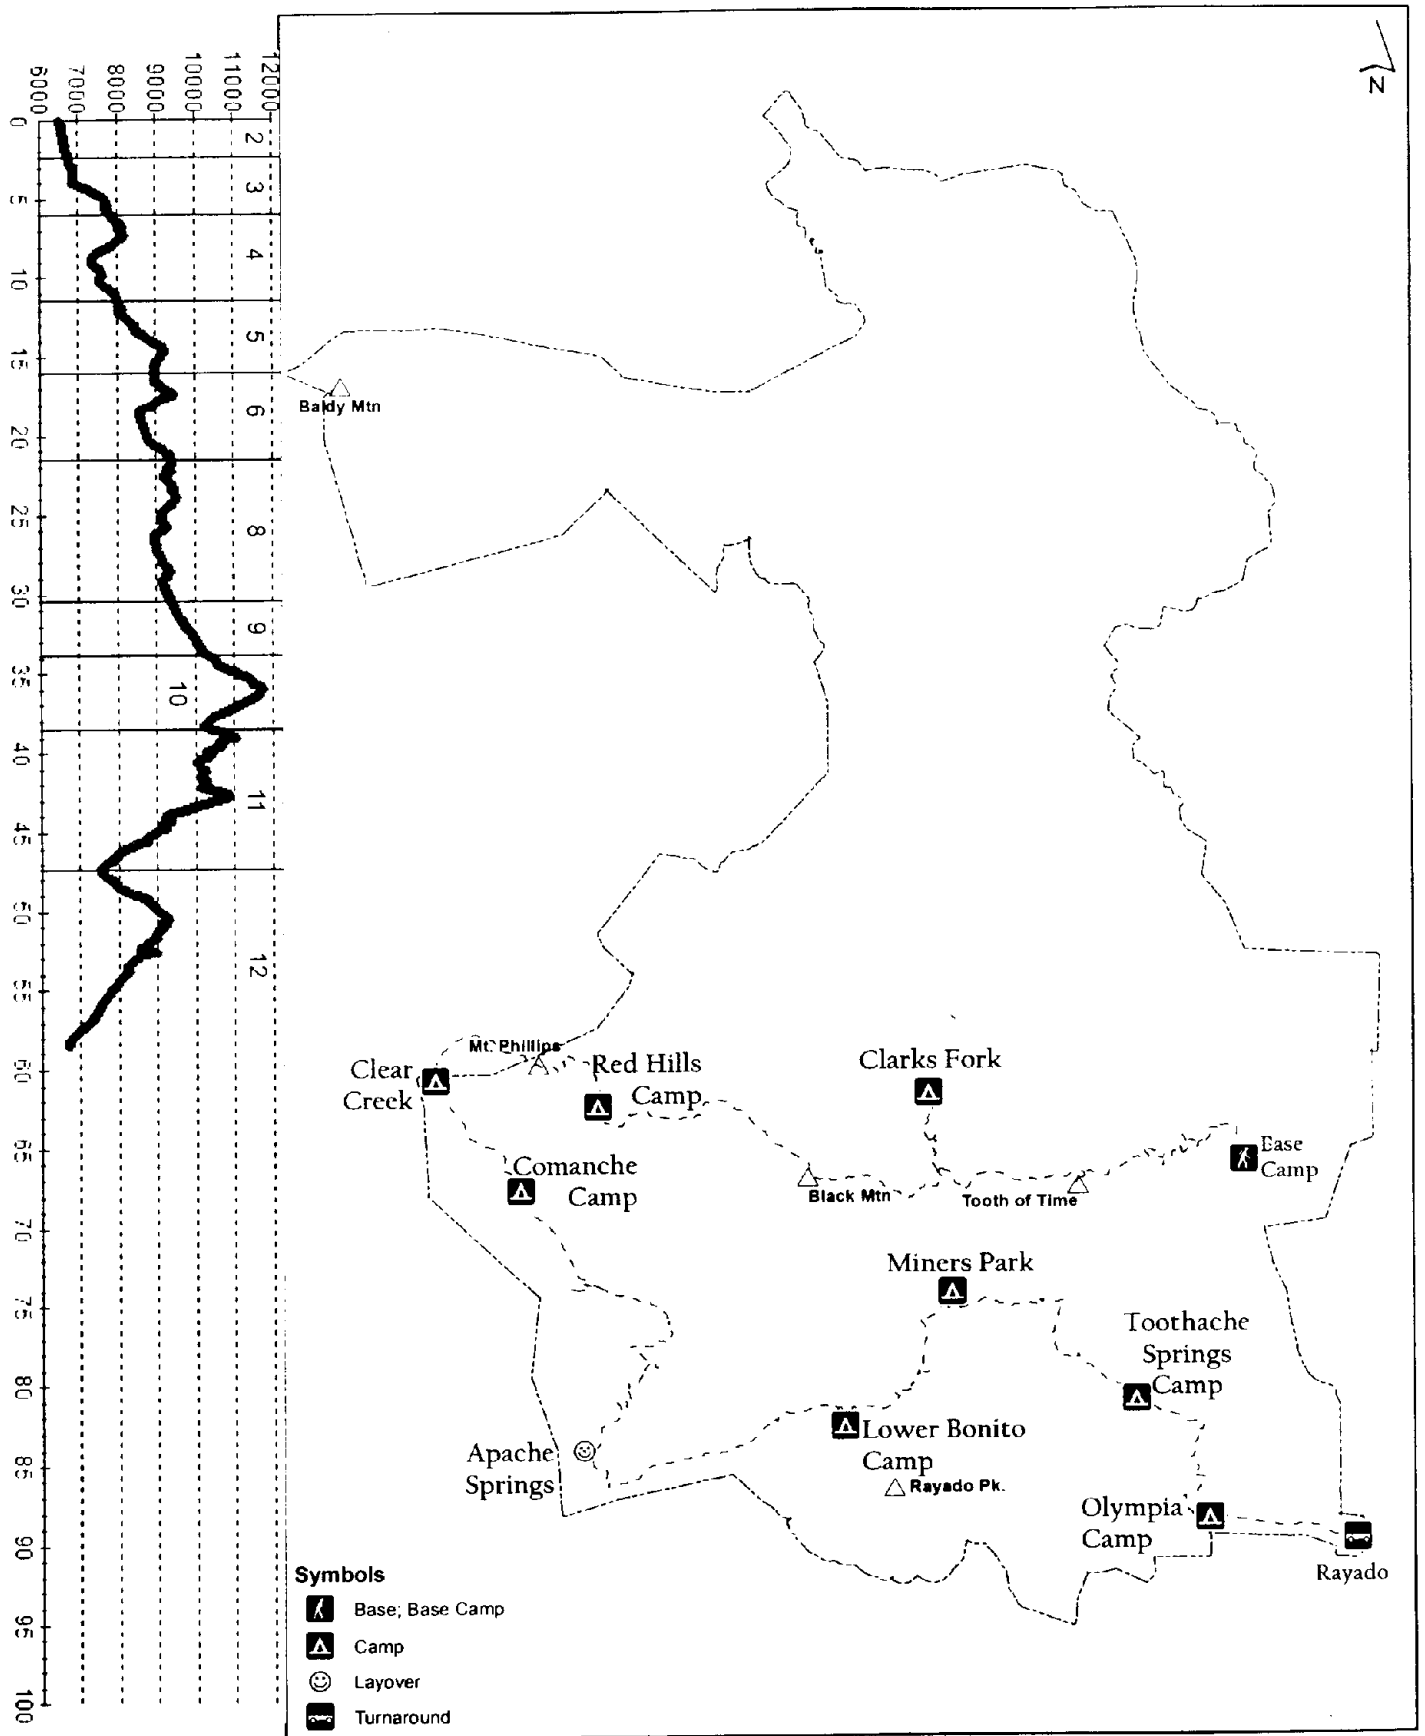 N
12000
11000
10000
9000
8000
7000
6000
0
5
10
15
20
25
30
35
40
45
50
55
60
65
70
75
80
85
90
95
100
2
3
4
5
6
8
9
10
11
12
Baldy Mtn
Mt. Phillips
Clear
Creek
Red Hills
Camp
Clarks Fork
Base
Camp
Comanche
Camp
Black Mtn
Tooth of Time
Miners Park
Toothache
Springs
Camp
Lower Bonito
Camp
Apache
Springs
Rayado Pk.
Olympia
Camp
Rayado
Symbols
Base; Base Camp
Camp
Layover
Turnaround